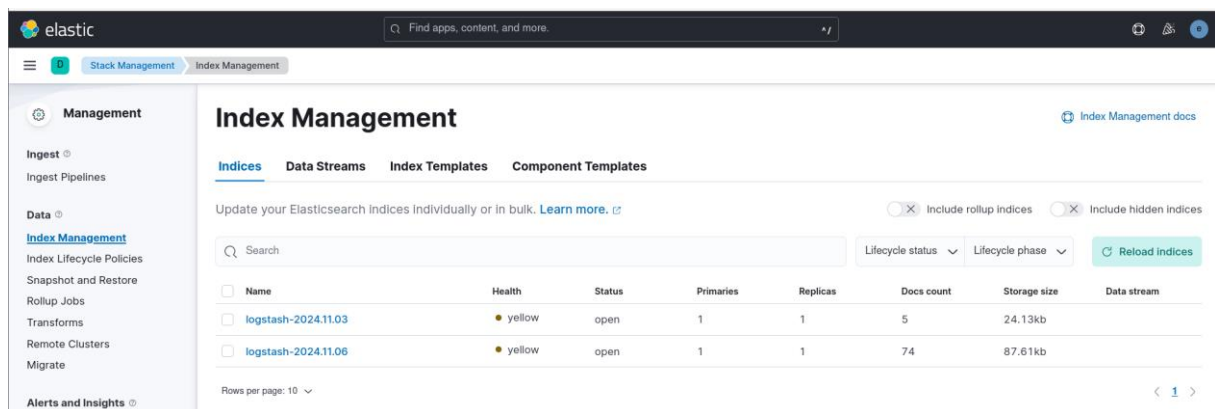 elastic
Find apps, content, and more.
^/
e
D
Stack Management
Index Management
Management
Ingest
Ingest Pipelines
Data
Index Management
Index Lifecycle Policies
Snapshot and Restore
Rollup Jobs
Transforms
Remote Clusters
Migrate
Alerts and Insights
Index Management
Index Management docs
Indices Data Streams Index Templates Component Templates
Update your Elasticsearch indices individually or in bulk. Learn more.
Include rollup indices
Include hidden indices
Search
Lifecycle status
Lifecycle phase
Reload indices
Name Health Status Primaries Replicas Docs count Storage size Data stream
logstash-2024.11.03 yellow open 1 1 5 24.13kb
logstash-2024.11.06 yellow open 1 1 74 87.61kb
Rows per page: 10
< 1 >